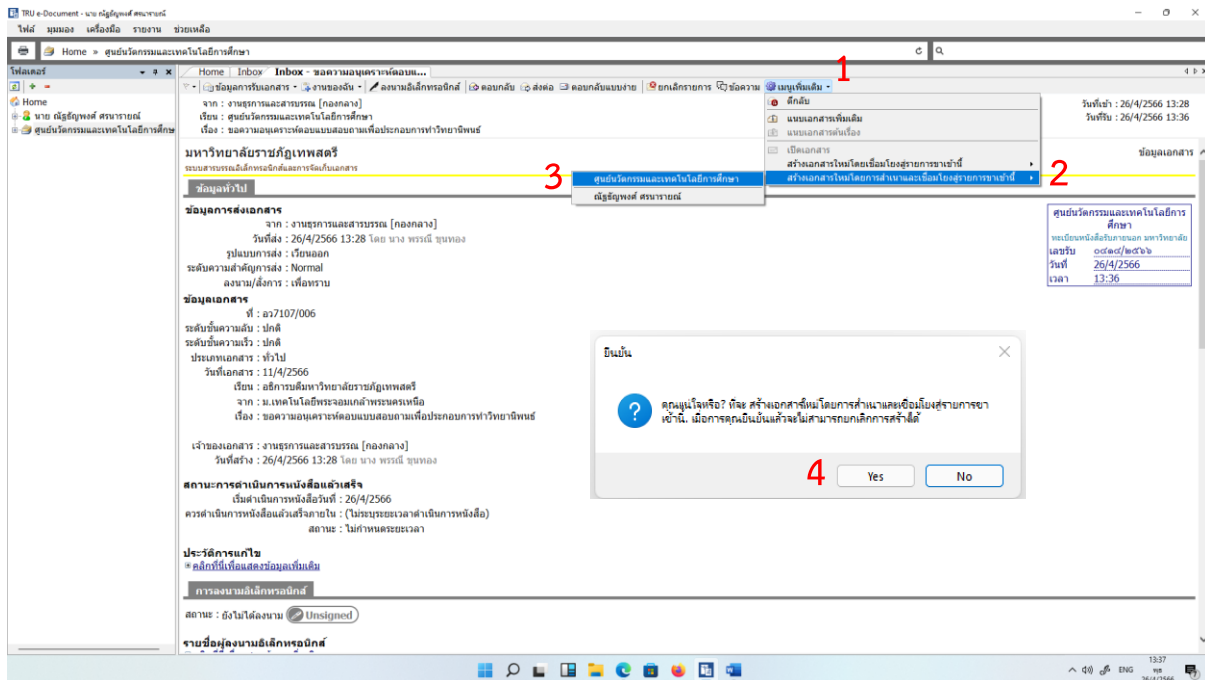 TRU e-Document - นาย ณัฐธัญพงศ์ ศรนารายณ์
ไฟล์ มุมมอง เครื่องมือ รายงาน ช่วยเหลือ
Home » ศูนย์นวัตกรรมและเทคโนโลยีการศึกษา
โฟลเดอร์
Home Inbox Inbox - ขอความอนุเคราะห์ตอบแ...
1
ข้อมูลการรับเอกสาร งานของฉัน ลงนามอิเล็กทรอนิกส์ ตอบกลับ ส่งต่อ ตอบกลับแบบง่าย ยกเลิกรายการ ข้อความ เมนูเพิ่มเติม
Home
นาย ณัฐธัญพงศ์ ศรนารายณ์
ศูนย์นวัตกรรมและเทคโนโลยีการศึกษ
จาก : งานธุรการและสารบรรณ [กองกลาง]
เรียน : ศูนย์นวัตกรรมและเทคโนโลยีการศึกษา
เรื่อง : ขอความอนุเคราะห์ตอบแบบสอบถามเพื่อประกอบการทำวิทยานิพนธ์
วันที่เข้า : 26/4/2566 13:28
วันที่รับ : 26/4/2566 13:36
ตีกลับ
แนบเอกสารเพิ่มเติม
แนบเอกสารต้นเรื่อง
เปิดเอกสาร
สร้างเอกสารใหม่โดยเชื่อมโยงสู่รายการขาเข้านี้
สร้างเอกสารใหม่โดยการสำเนาและเชื่อมโยงสู่รายการขาเข้านี้
2
3
ศูนย์นวัตกรรมและเทคโนโลยีการศึกษา
ณัฐธัญพงศ์ ศรนารายณ์
มหาวิทยาลัยราชภัฏเทพสตรี
ระบบสารบรรณอิเล็กทรอนิกส์และการจัดเก็บเอกสาร
ข้อมูลเอกสาร
ข้อมูลทั่วไป
ข้อมูลการส่งเอกสาร
จาก : งานธุรการและสารบรรณ [กองกลาง]
วันที่ส่ง : 26/4/2566 13:28 โดย นาง พรรณี ขุนทอง
รูปแบบการส่ง : เวียนออก
ระดับความสำคัญการส่ง : Normal
ลงนาม/สั่งการ : เพื่อทราบ
ศูนย์นวัตกรรมและเทคโนโลยีการ
ศึกษา
ทะเบียนหนังสือรับภายนอก มหาวิทยาลัย
เลขรับ ๐๔๑๔/๒๕๖๖
วันที่ 26/4/2566
เวลา 13:36
ข้อมูลเอกสาร
ที่ : อว7107/006
ระดับชั้นความลับ : ปกติ
ระดับชั้นความเร็ว : ปกติ
ประเภทเอกสาร : ทั่วไป
วันที่เอกสาร : 11/4/2566
เรียน : อธิการบดีมหาวิทยาลัยราชภัฏเทพสตรี
จาก : ม.เทคโนโลยีพระจอมเกล้าพระนครเหนือ
เรื่อง : ขอความอนุเคราะห์ตอบแบบสอบถามเพื่อประกอบการทำวิทยานิพนธ์
เจ้าของเอกสาร : งานธุรการและสารบรรณ [กองกลาง]
วันที่สร้าง : 26/4/2566 13:28 โดย นาง พรรณี ขุนทอง
ยืนยัน
คุณแน่ใจหรือ? ที่จะ สร้างเอกสารใหม่โดยการสำเนาและเชื่อมโยงสู่รายการขา
เข้านี้. เมื่อการคุณยืนยันแล้วจะไม่สามารถยกเลิกการสร้างได้
4
Yes No
สถานะการดำเนินการหนังสือแล้วเสร็จ
เริ่มดำเนินการหนังสือวันที่ : 26/4/2566
ควรดำเนินการหนังสือแล้วเสร็จภายใน : (ไม่ระบุระยะเวลาดำเนินการหนังสือ)
สถานะ : ไม่กำหนดระยะเวลา
ประวัติการแก้ไข
คลิกที่นี่เพื่อแสดงข้อมูลเพิ่มเติม
การลงนามอิเล็กทรอนิกส์
สถานะ : ยังไม่ได้ลงนาม Unsigned
รายชื่อผู้ลงนามอิเล็กทรอนิกส์
ENG
13:37
พุธ
26/4/2566